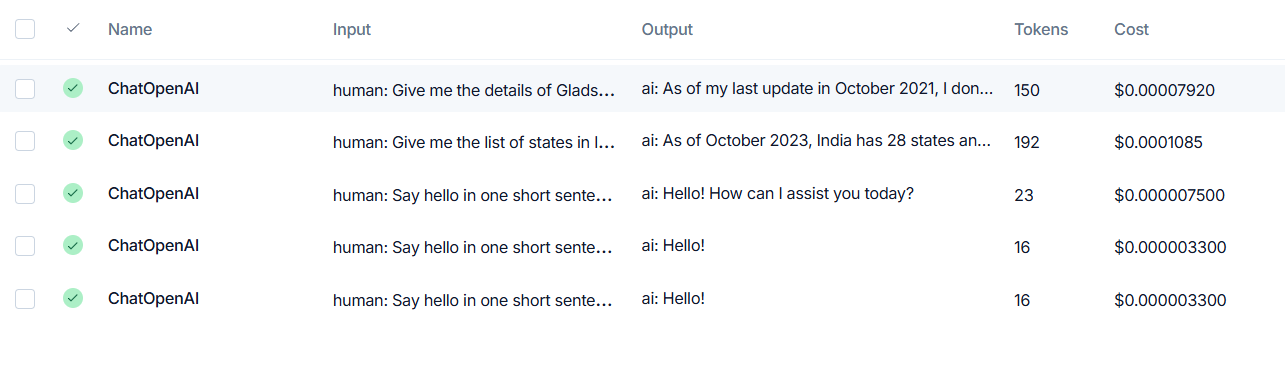 Name Input Output Tokens Cost
ChatOpenAI human: Give me the details of Glads... ai: As of my last update in October 2021, I don... 150 $0.00007920
ChatOpenAI human: Give me the list of states in I... ai: As of October 2023, India has 28 states an... 192 $0.0001085
ChatOpenAI human: Say hello in one short sente... ai: Hello! How can I assist you today? 23 $0.000007500
ChatOpenAI human: Say hello in one short sente... ai: Hello! 16 $0.000003300
ChatOpenAI human: Say hello in one short sente... ai: Hello! 16 $0.000003300